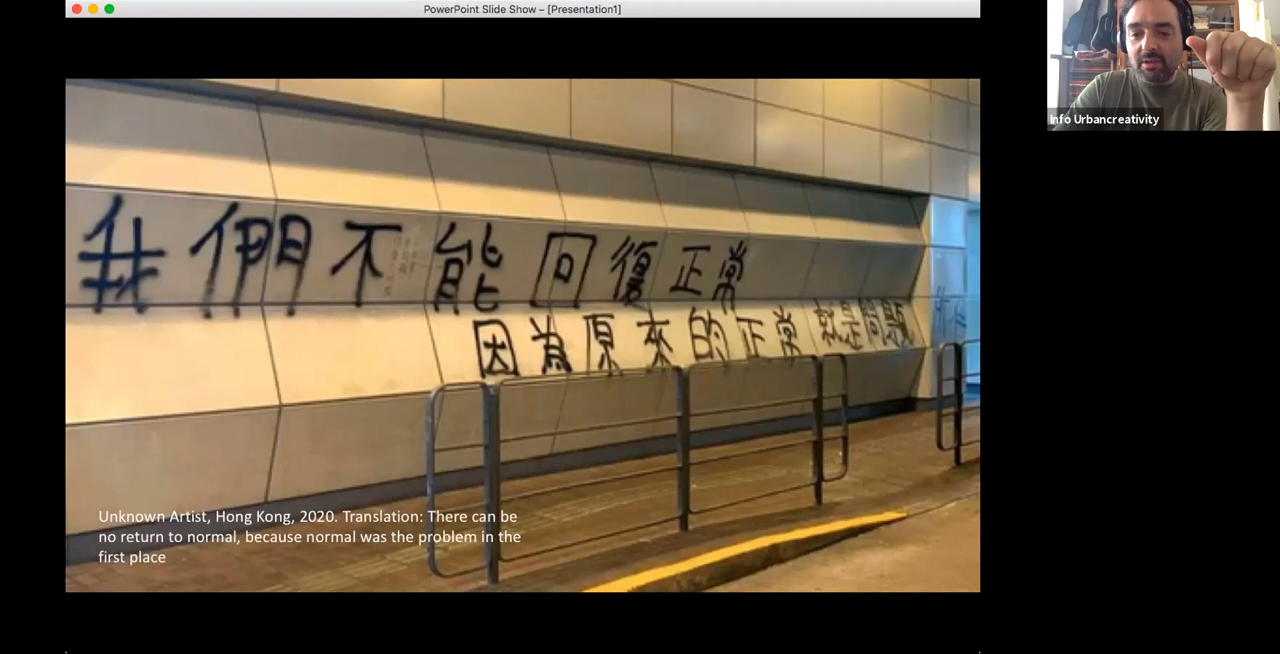 PowerPoint Slide Show – [Presentation1]
Info Urbancreativity
我們不能回復正常
因為原來的正常就是問題
Unknown Artist, Hong Kong, 2020. Translation: There can be
no return to normal, because normal was the problem in the
first place